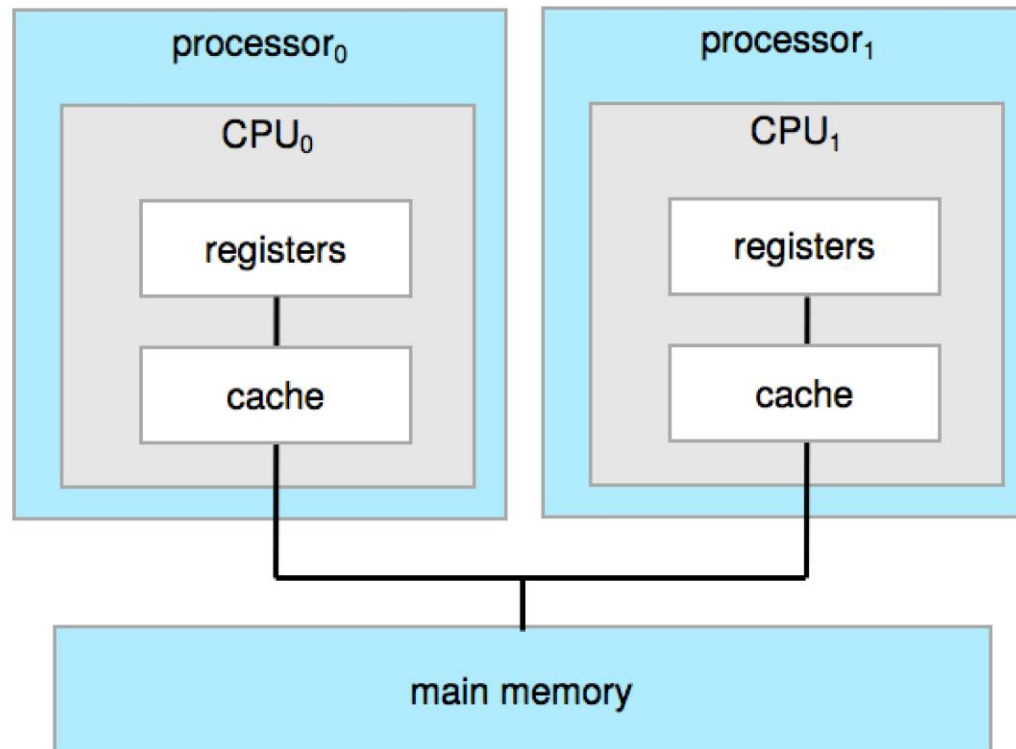 processor₀
CPU₀
registers
cache
processor₁
CPU₁
registers
cache
main memory